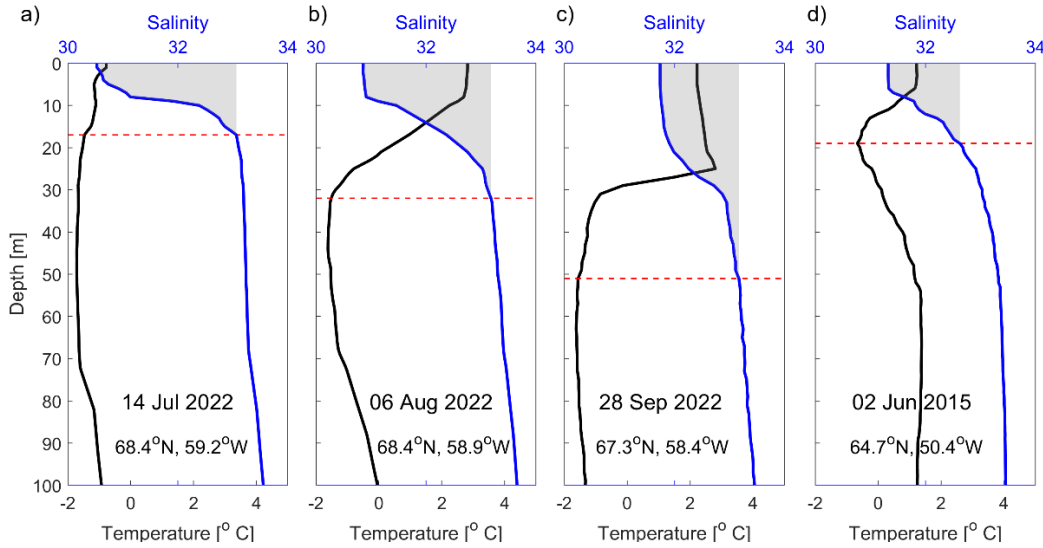 a) b) c) d)
Salinity Salinity Salinity Salinity
30 32 34 30 32 34 30 32 34 30 32 34
0
10
20
30
40
50
60
70
80
90
100
Depth [m]
14 Jul 2022 06 Aug 2022 28 Sep 2022 02 Jun 2015
68.4°N, 59.2°W 68.4°N, 58.9°W 67.3°N, 58.4°W 64.7°N, 50.4°W
-2 0 2 4 -2 0 2 4 -2 0 2 4 -2 0 2 4
Temperature [° C] Temperature [° C] Temperature [° C] Temperature [° C]